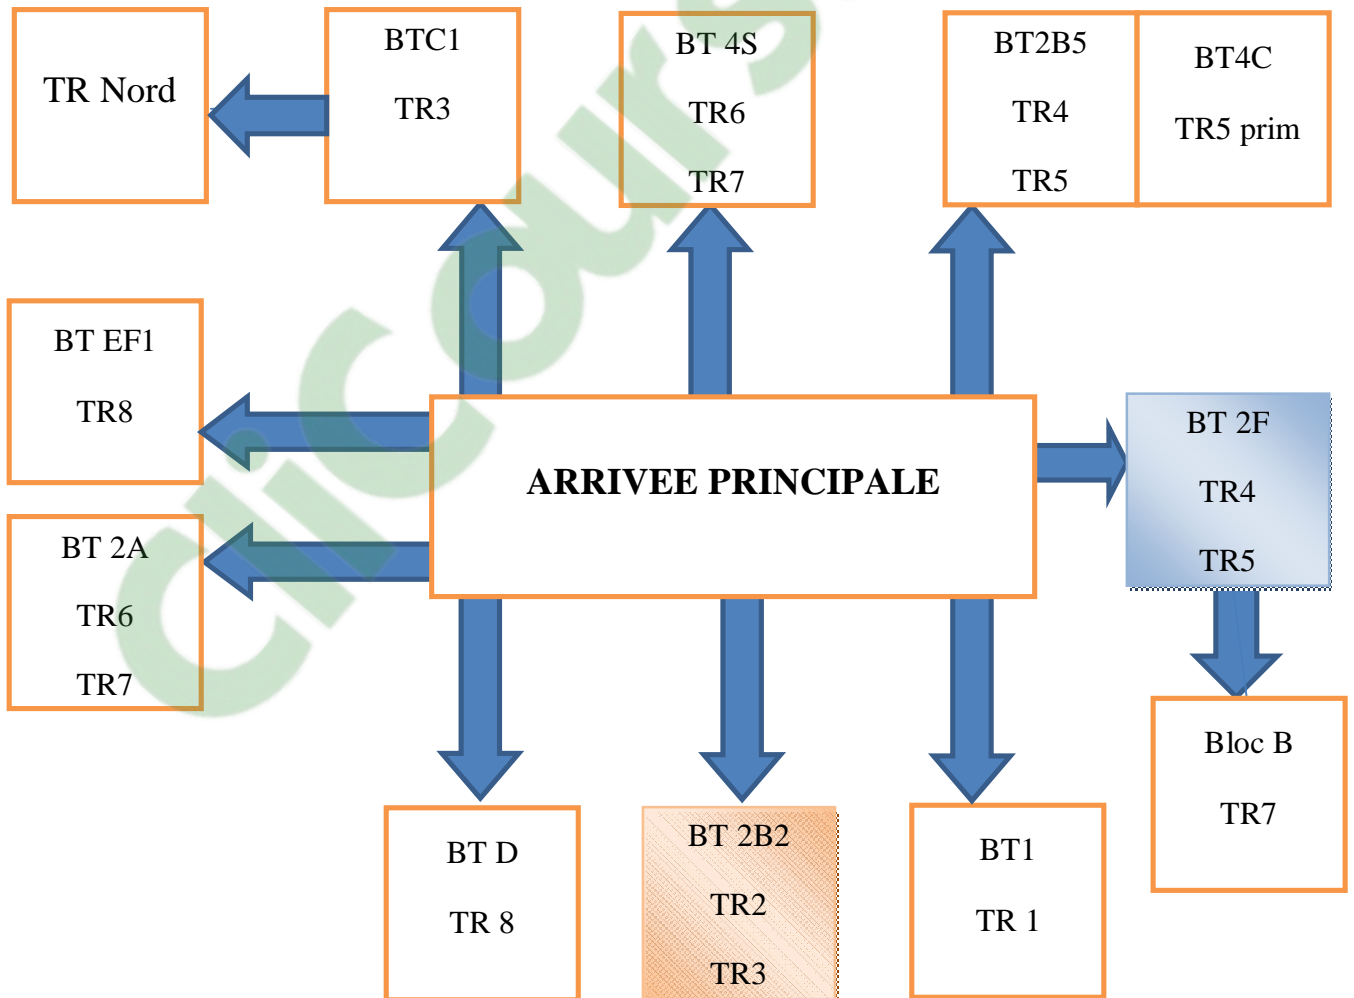 TR Nord
BTC1
TR3
BT 4S
TR6
TR7
BT2B5
TR4
TR5
BT4C
TR5 prim
BT EF1
TR8
ARRIVEE PRINCIPALE
BT 2F
TR4
TR5
BT 2A
TR6
TR7
Bloc B
TR7
BT D
TR 8
BT 2B2
TR2
TR3
BT1
TR 1
CliCours